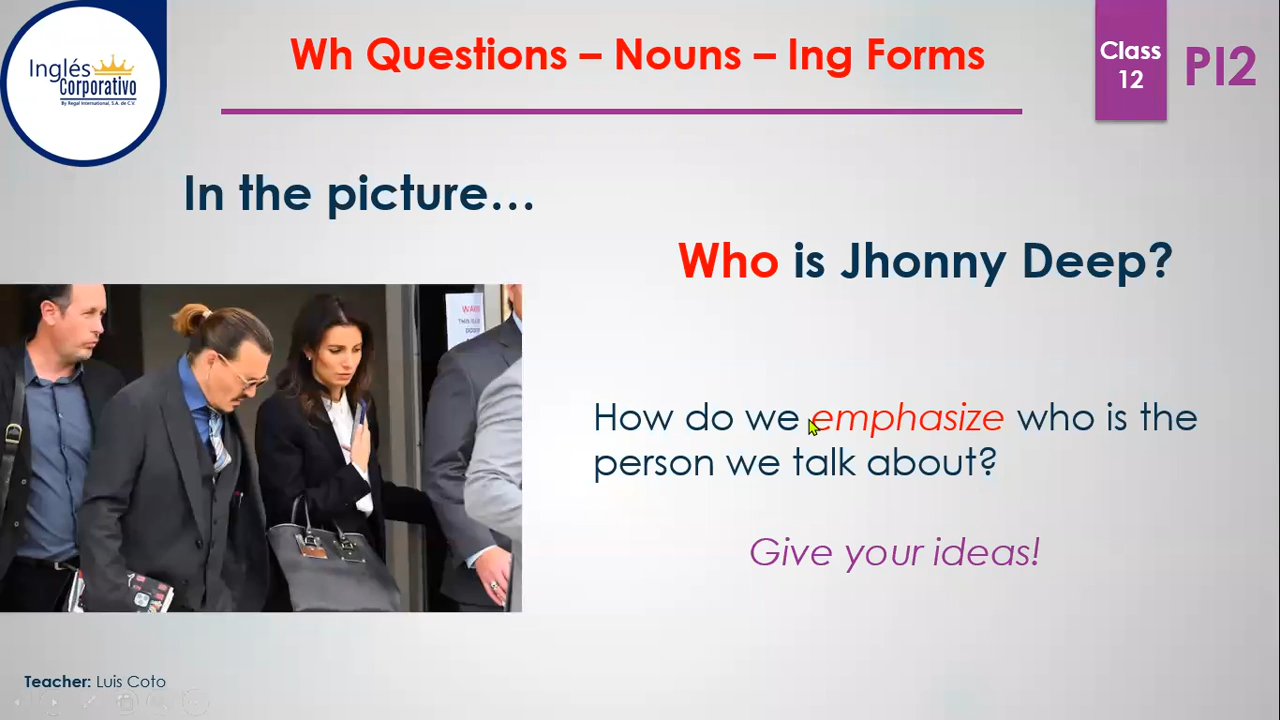 Inglés
Corporativo
By Regal International, S.A. de C.V.
Wh Questions – Nouns – Ing Forms
Class
12
PI2
In the picture…
Who is Jhonny Deep?
How do we emphasize who is the
person we talk about?
Give your ideas!
Teacher: Luis Coto